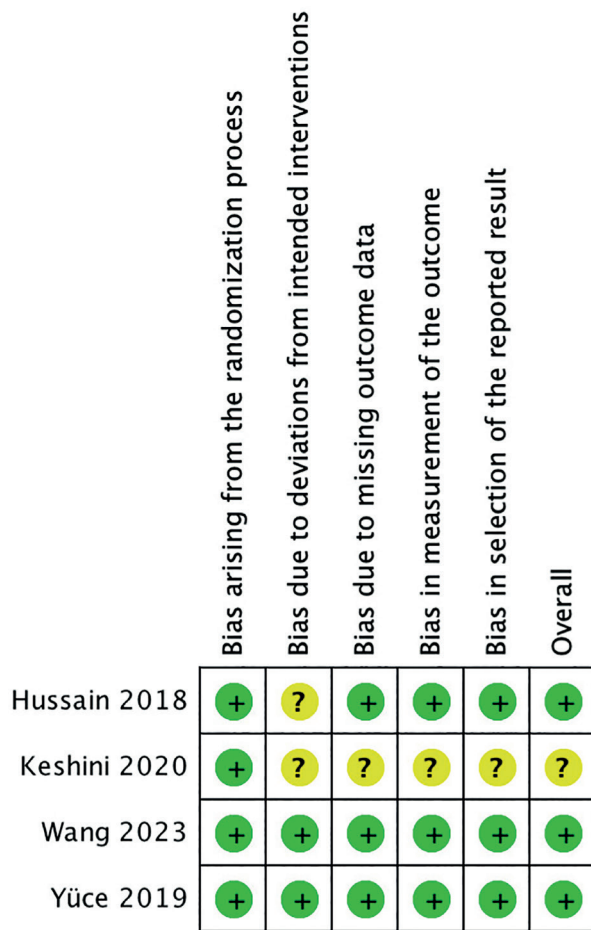 Bias arising from the randomization process
Bias due to deviations from intended interventions
Bias due to missing outcome data
Bias in measurement of the outcome
Bias in selection of the reported result
Overall
Hussain 2018 + ? + + + +
Keshini 2020 + ? ? ? ? ?
Wang 2023 + + + + + +
Yüce 2019 + + + + + +